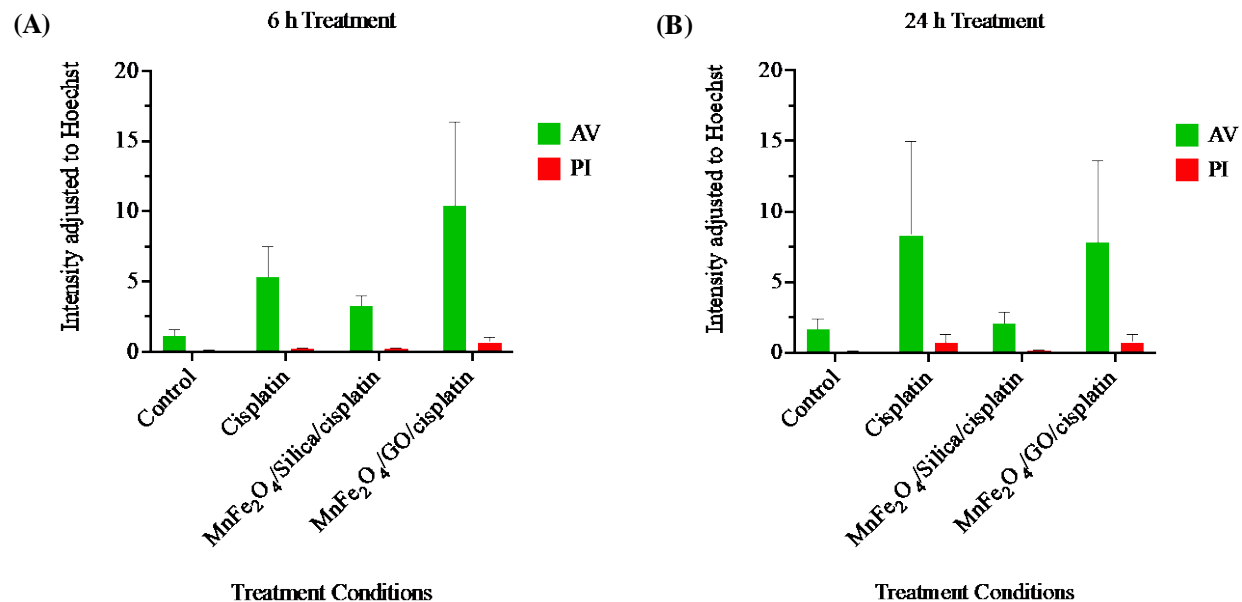 (A)
6 h Treatment
Intensity adjusted to Hoechst
20
15
10
5
0
AV
PI
Control
Cisplatin
MnFe₂O₄/Silica/cisplatin
MnFe₂O₄/GO/cisplatin
Treatment Conditions
(B)
24 h Treatment
Intensity adjusted to Hoechst
20
15
10
5
0
AV
PI
Control
Cisplatin
MnFe₂O₄/Silica/cisplatin
MnFe₂O₄/GO/cisplatin
Treatment Conditions